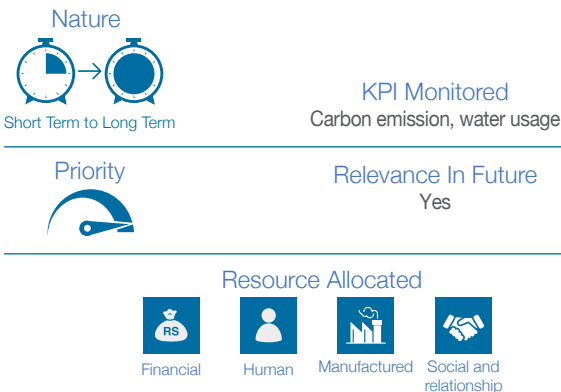 Nature
Short Term to Long Term
KPI Monitored
Carbon emission, water usage
Priority
Relevance In Future
Yes
Resource Allocated
RS
Financial
Human
Manufactured
Social and
relationship